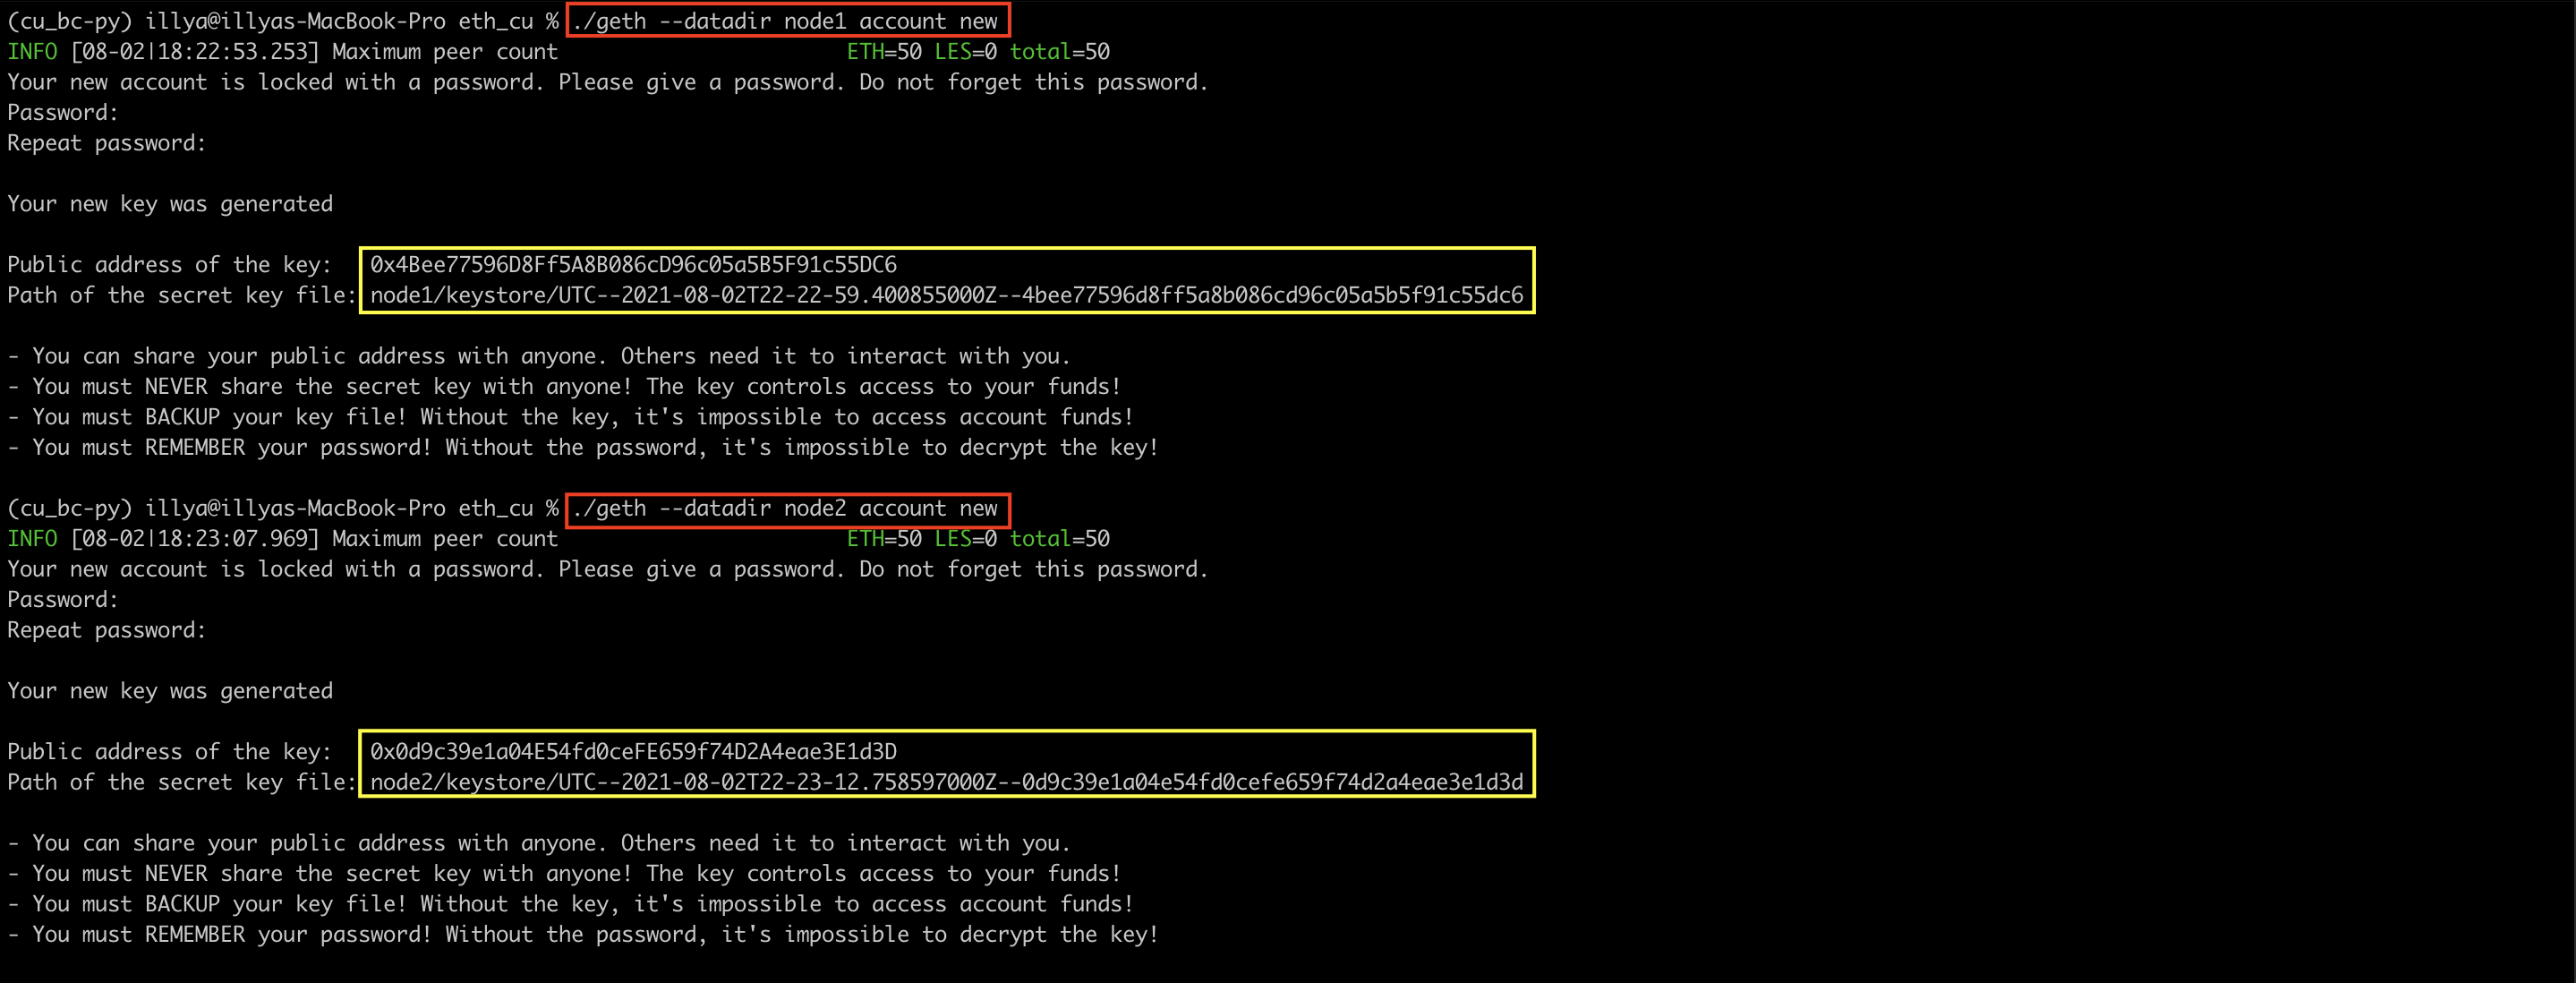 (cu_bc-py) illya@illyas-MacBook-Pro eth_cu % ./geth --datadir node1 account new
INFO [08-02|18:22:53.253] Maximum peer count                       ETH=50 LES=0 total=50
Your new account is locked with a password. Please give a password. Do not forget this password.
Password:
Repeat password:
Your new key was generated
Public address of the key:   0x4Bee77596D8Ff5A8B086cD96c05a5B5F91c55DC6
Path of the secret key file: node1/keystore/UTC--2021-08-02T22-22-59.400855000Z--4bee77596d8ff5a8b086cd96c05a5b5f91c55dc6
- You can share your public address with anyone. Others need it to interact with you.
- You must NEVER share the secret key with anyone! The key controls access to your funds!
- You must BACKUP your key file! Without the key, it's impossible to access account funds!
- You must REMEMBER your password! Without the password, it's impossible to decrypt the key!
(cu_bc-py) illya@illyas-MacBook-Pro eth_cu % ./geth --datadir node2 account new
INFO [08-02|18:23:07.969] Maximum peer count                       ETH=50 LES=0 total=50
Your new account is locked with a password. Please give a password. Do not forget this password.
Password:
Repeat password:
Your new key was generated
Public address of the key:   0x0d9c39e1a04E54fd0ceFE659f74D2A4eae3E1d3D
Path of the secret key file: node2/keystore/UTC--2021-08-02T22-23-12.758597000Z--0d9c39e1a04e54fd0cefe659f74d2a4eae3e1d3d
- You can share your public address with anyone. Others need it to interact with you.
- You must NEVER share the secret key with anyone! The key controls access to your funds!
- You must BACKUP your key file! Without the key, it's impossible to access account funds!
- You must REMEMBER your password! Without the password, it's impossible to decrypt the key!